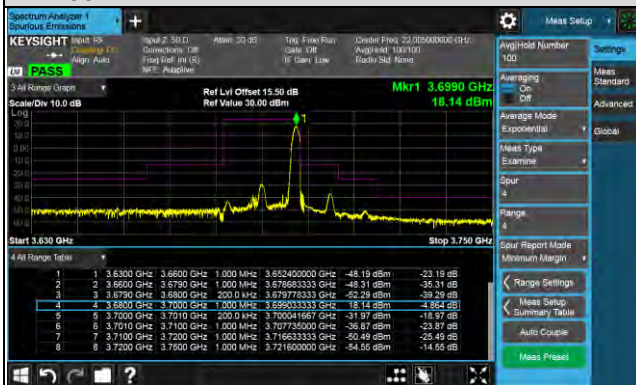 Spectrum Analyzer 1
Spurious Emissions
Meas Setup
KEYSIGHT
Input: RF
Coupling: DC
Align: Auto
Input Z: 50 Ω
Corrections: Off
Freq Ref: Int (S)
NFE: Adaptive
Atten: 30 dB
Trig: Free Run
Gate: Off
IF Gain: Low
Center Freq: 22.005000000 GHz
Avg|Hold: 100/100
Radio Std: None
PASS
3 All Range Graph
Scale/Div 10.0 dB
Ref Lvl Offset 15.50 dB
Ref Value 30.00 dBm
Mkr1 3.6990 GHz
18.14 dBm
Log
1
Start 3.630 GHz
Stop 3.750 GHz
4 All Range Table
1 1 3.6300 GHz 3.6600 GHz 1.000 MHz 3.652400000 GHz -48.19 dBm -23.19 dB
2 2 3.6600 GHz 3.6790 GHz 1.000 MHz 3.678683333 GHz -48.31 dBm -35.31 dB
3 3 3.6790 GHz 3.6800 GHz 200.0 kHz 3.679778333 GHz -52.29 dBm -39.29 dB
4 4 3.6800 GHz 3.7000 GHz 1.000 MHz 3.699033333 GHz 18.14 dBm -4.864 dB
5 5 3.7000 GHz 3.7010 GHz 200.0 kHz 3.700041667 GHz -31.97 dBm -18.97 dB
6 6 3.7010 GHz 3.7100 GHz 1.000 MHz 3.707735000 GHz -36.87 dBm -23.87 dB
7 7 3.7100 GHz 3.7200 GHz 1.000 MHz 3.716633333 GHz -50.49 dBm -25.49 dB
8 8 3.7200 GHz 3.7500 GHz 1.000 MHz 3.721600000 GHz -54.55 dBm -14.55 dB
Avg|Hold Number
100
Averaging
On
Off
Average Mode
Exponential
Meas Type
Examine
Spur
4
Range
4
Spur Report Mode
Minimum Margin
Range Settings
Meas Setup
Summary Table
Auto Couple
Meas Preset
Settings
Meas
Standard
Advanced
Global
?